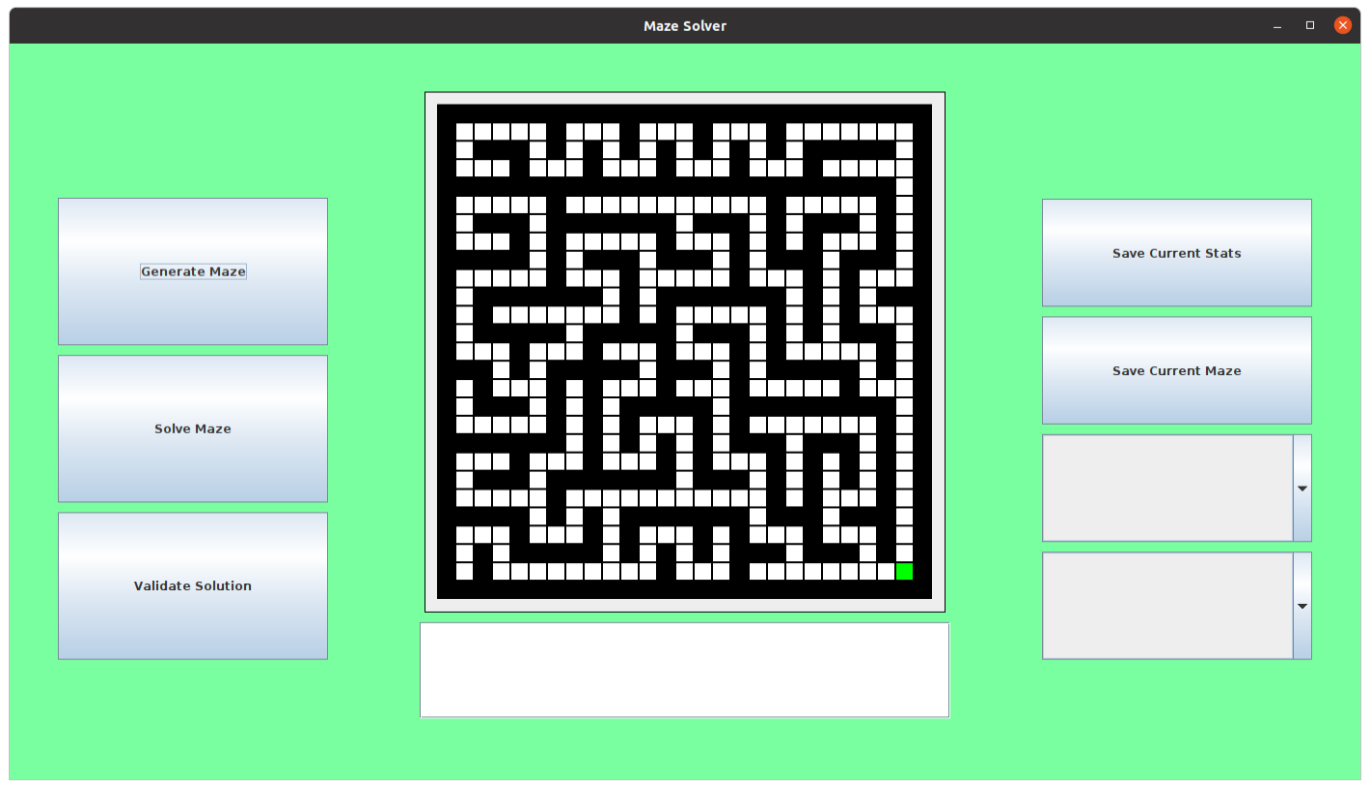 Maze Solver
Generate Maze
Solve Maze
Validate Solution
Save Current Stats
Save Current Maze